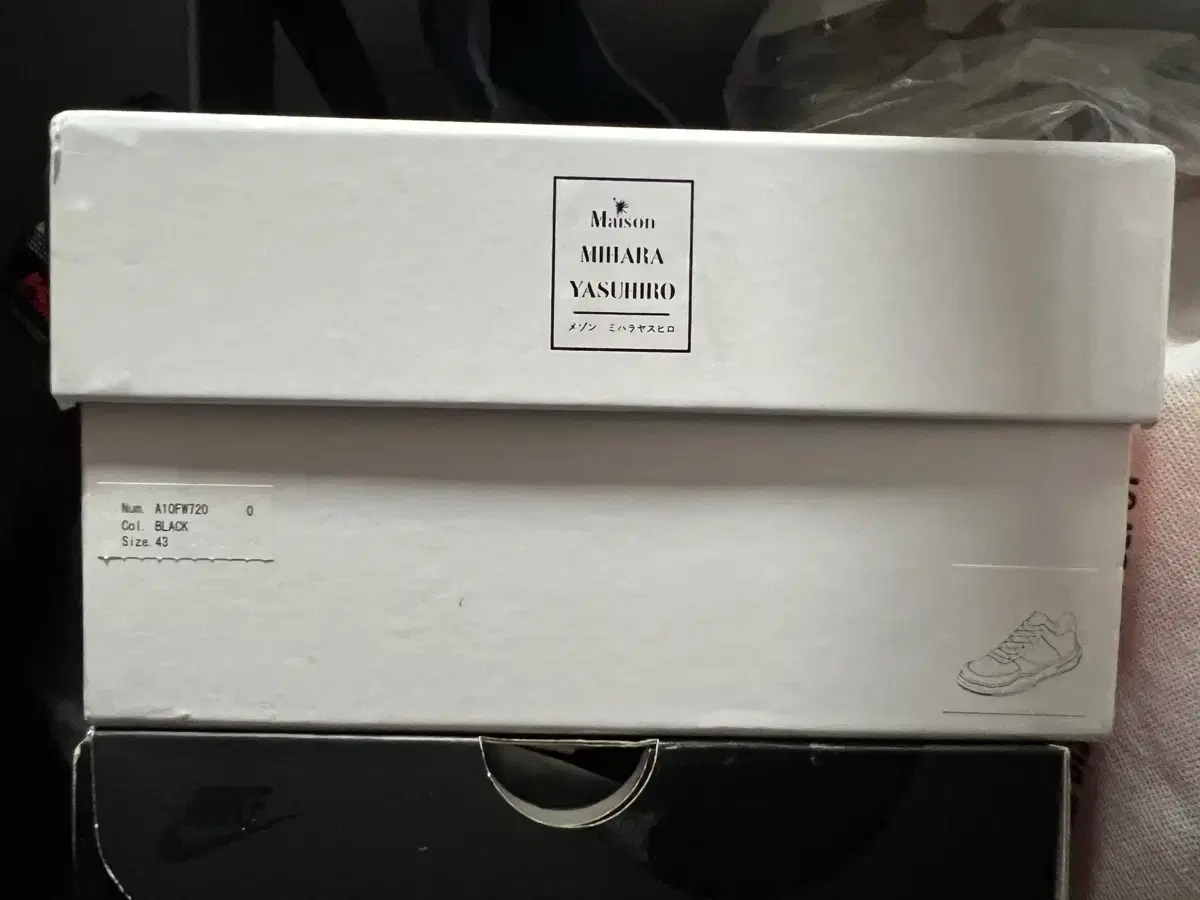 Maison
MIHARA
YASUHIRO
メゾン ミハラヤスヒロ
Num. A10FW720 0
Col. BLACK
Size 43
NIKE